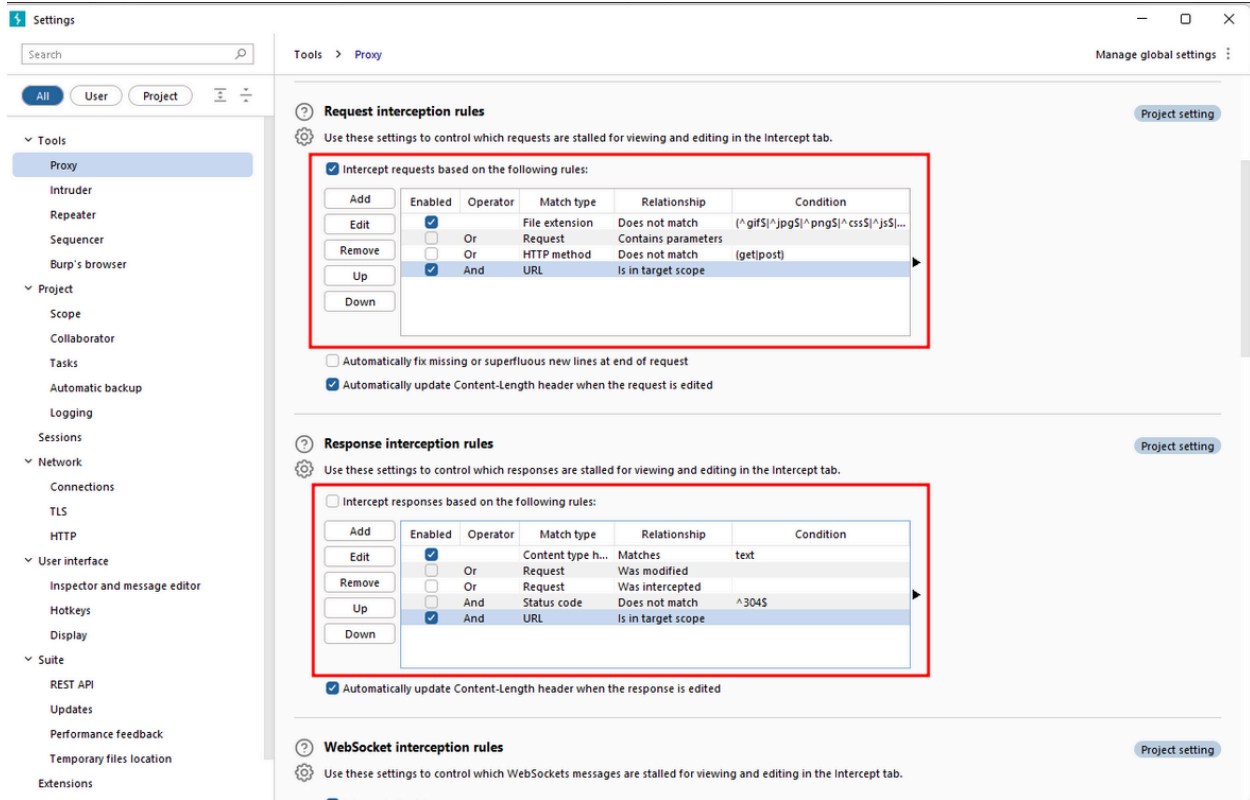 Settings
Search
Tools > Proxy
Manage global settings
All User Project
Tools
Proxy
Intruder
Repeater
Sequencer
Burp's browser
Project
Scope
Collaborator
Tasks
Automatic backup
Logging
Sessions
Network
Connections
TLS
HTTP
User interface
Inspector and message editor
Hotkeys
Display
Suite
REST API
Updates
Performance feedback
Temporary files location
Extensions
Request interception rules
Project setting
Use these settings to control which requests are stalled for viewing and editing in the Intercept tab.
Intercept requests based on the following rules:
Add
Edit
Remove
Up
Down
Enabled Operator Match type Relationship Condition
File extension Does not match (^gif$|^jpg$|^png$|^css$|^js$|...
Or Request Contains parameters
Or HTTP method Does not match (get|post)
And URL Is in target scope
Automatically fix missing or superfluous new lines at end of request
Automatically update Content-Length header when the request is edited
Response interception rules
Project setting
Use these settings to control which responses are stalled for viewing and editing in the Intercept tab.
Intercept responses based on the following rules:
Add
Edit
Remove
Up
Down
Enabled Operator Match type Relationship Condition
Content type h... Matches text
Or Request Was modified
Or Request Was intercepted
And Status code Does not match ^304$
And URL Is in target scope
Automatically update Content-Length header when the response is edited
WebSocket interception rules
Project setting
Use these settings to control which WebSockets messages are stalled for viewing and editing in the Intercept tab.